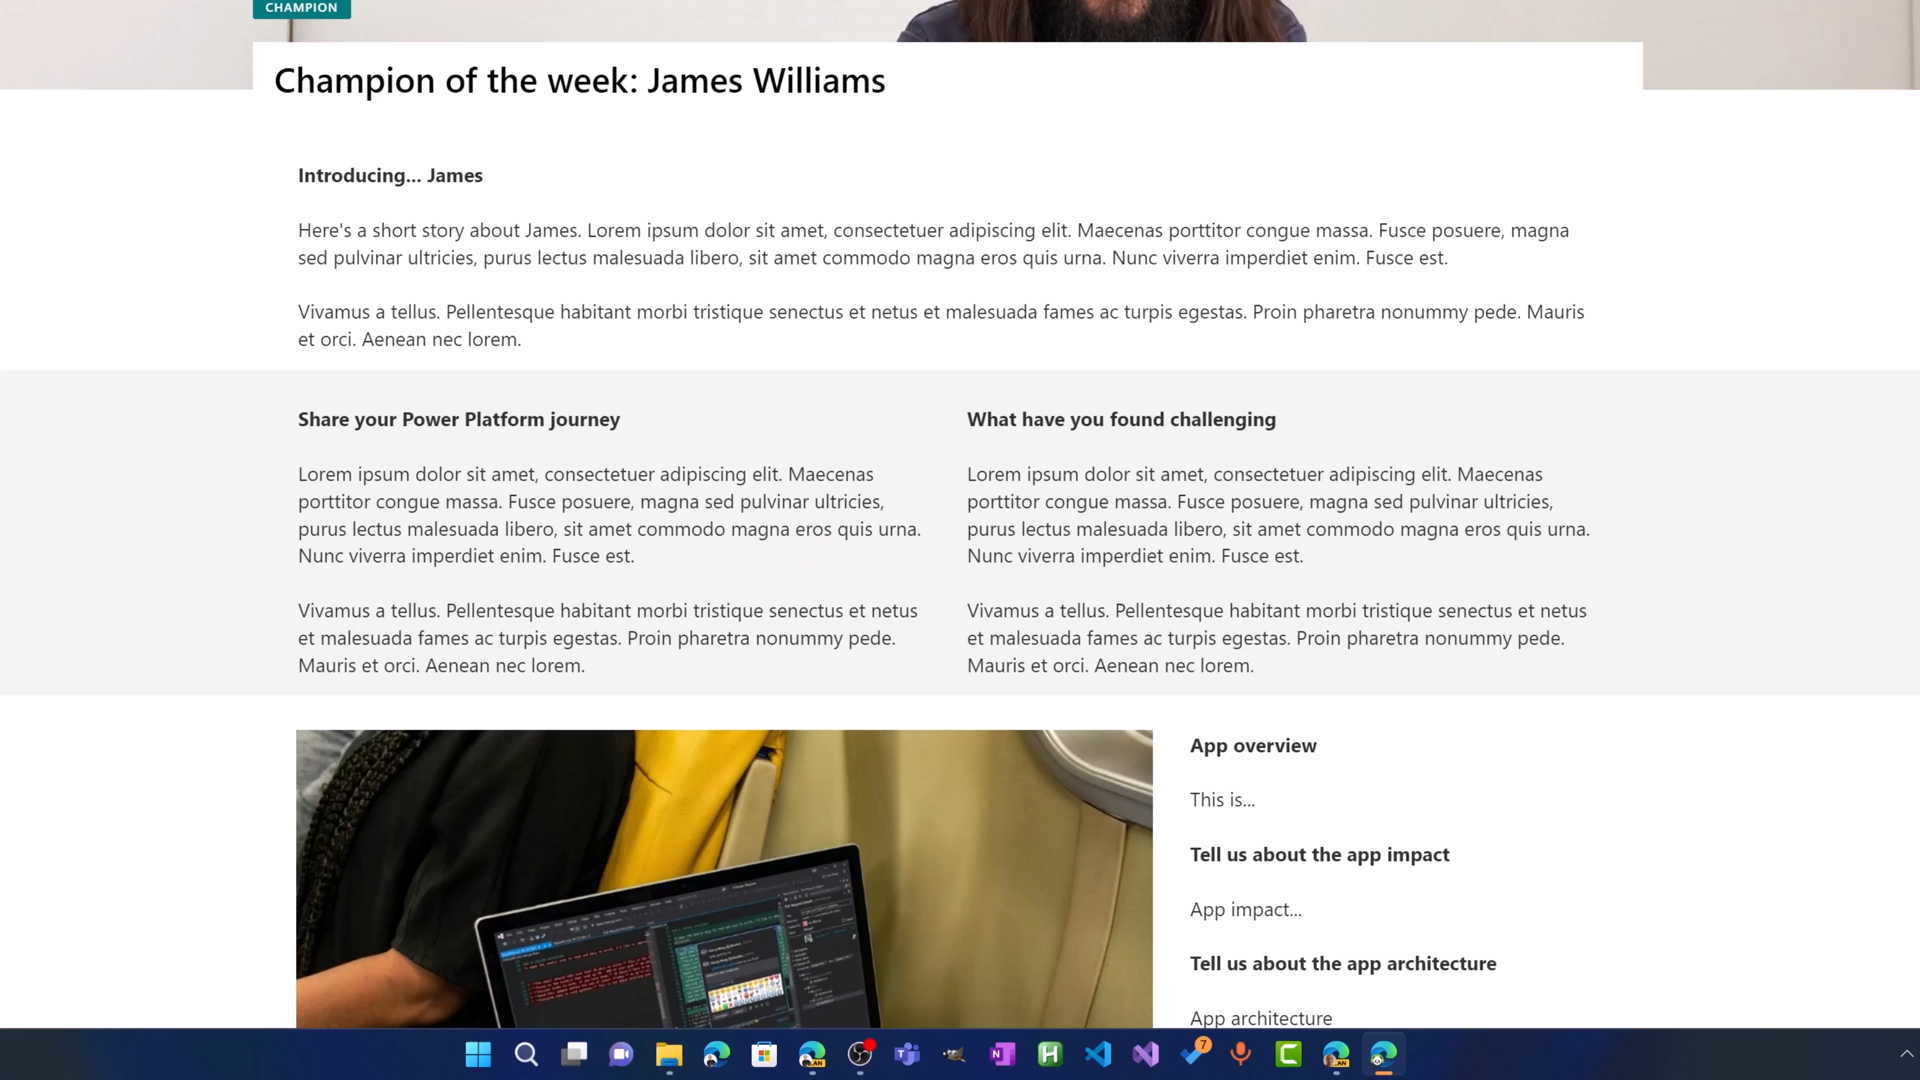 CHAMPION
Champion of the week: James Williams
Introducing... James
Here's a short story about James. Lorem ipsum dolor sit amet, consectetuer adipiscing elit. Maecenas porttitor congue massa. Fusce posuere, magna
sed pulvinar ultricies, purus lectus malesuada libero, sit amet commodo magna eros quis urna. Nunc viverra imperdiet enim. Fusce est.
Vivamus a tellus. Pellentesque habitant morbi tristique senectus et netus et malesuada fames ac turpis egestas. Proin pharetra nonummy pede. Mauris
et orci. Aenean nec lorem.
Share your Power Platform journey
Lorem ipsum dolor sit amet, consectetuer adipiscing elit. Maecenas
porttitor congue massa. Fusce posuere, magna sed pulvinar ultricies,
purus lectus malesuada libero, sit amet commodo magna eros quis urna.
Nunc viverra imperdiet enim. Fusce est.
Vivamus a tellus. Pellentesque habitant morbi tristique senectus et netus
et malesuada fames ac turpis egestas. Proin pharetra nonummy pede.
Mauris et orci. Aenean nec lorem.
What have you found challenging
Lorem ipsum dolor sit amet, consectetuer adipiscing elit. Maecenas
porttitor congue massa. Fusce posuere, magna sed pulvinar ultricies,
purus lectus malesuada libero, sit amet commodo magna eros quis urna.
Nunc viverra imperdiet enim. Fusce est.
Vivamus a tellus. Pellentesque habitant morbi tristique senectus et netus
et malesuada fames ac turpis egestas. Proin pharetra nonummy pede.
Mauris et orci. Aenean nec lorem.
App overview
This is...
Tell us about the app impact
App impact...
Tell us about the app architecture
App architecture
7